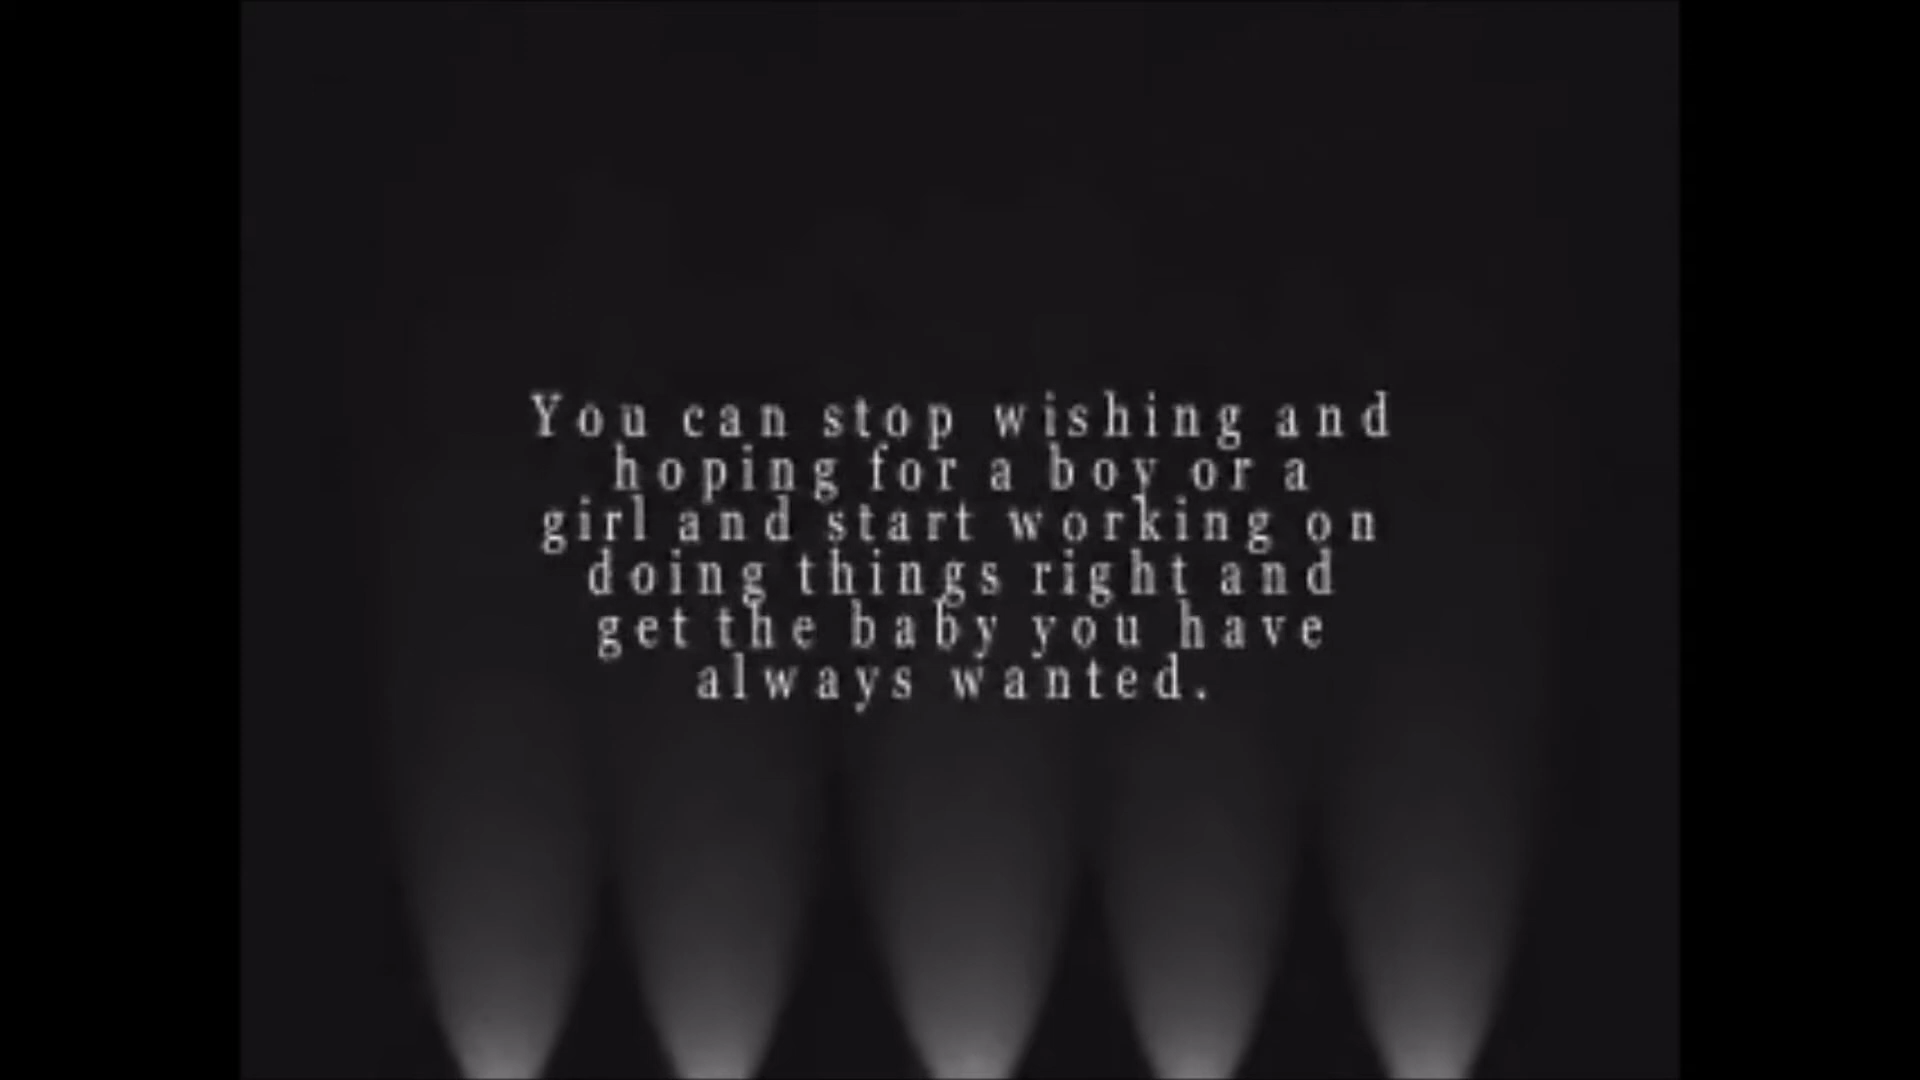 You can stop wishing and
hoping for a boy or a
girl and start working on
doing things right and
get the baby you have
always wanted.